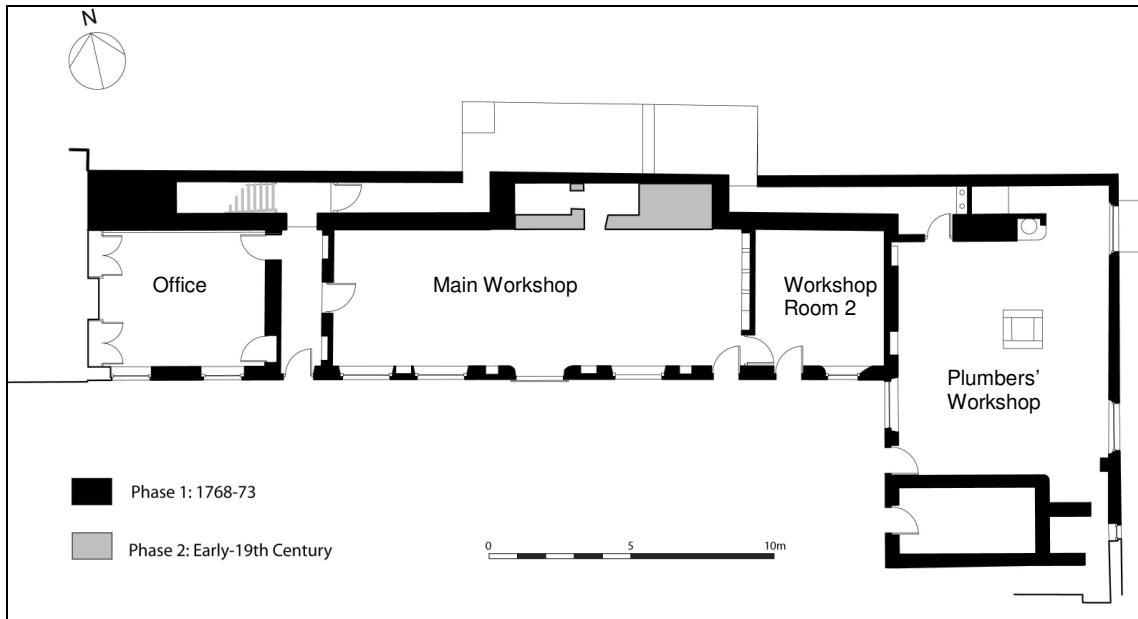 N
Office
Main Workshop
Workshop
Room 2
Plumbers'
Workshop
Phase 1: 1768-73
Phase 2: Early-19th Century
0 5 10m